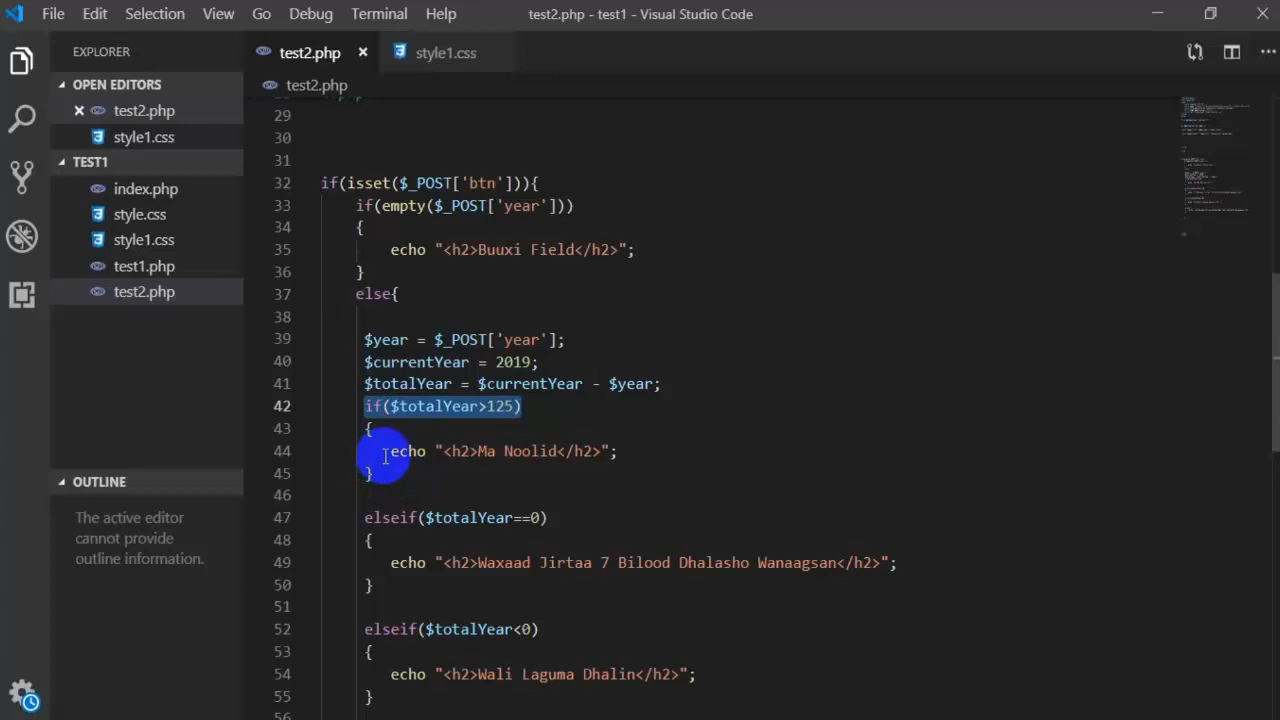 File Edit Selection View Go Debug Terminal Help test2.php - test1 - Visual Studio Code
EXPLORER
OPEN EDITORS
test2.php
style1.css
TEST1
index.php
style.css
style1.css
test1.php
test2.php
OUTLINE
The active editor
cannot provide
outline information.
test2.php style1.css
test2.php
29
30
31
32 if(isset($_POST['btn'])){
33 if(empty($_POST['year']))
34 {
35 echo "<h2>Buuxi Field</h2>";
36 }
37 else{
38
39 $year = $_POST['year'];
40 $currentYear = 2019;
41 $totalYear = $currentYear - $year;
42 if($totalYear>125)
43 {
44 echo "<h2>Ma Noolid</h2>";
45 }
46
47 elseif($totalYear==0)
48 {
49 echo "<h2>Waxaad Jirtaa 7 Bilood Dhalasho Wanaagsan</h2>";
50 }
51
52 elseif($totalYear<0)
53 {
54 echo "<h2>Wali Laguma Dhalin</h2>";
55 }
56